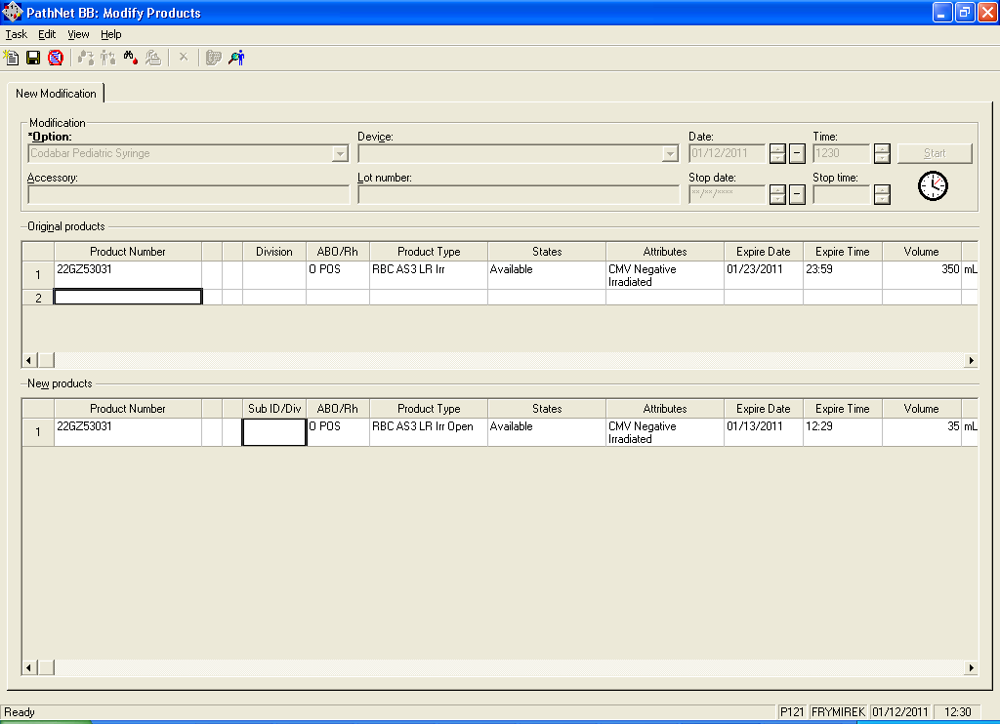 PathNet BB: Modify Products
Task Edit View Help
New Modification
Modification
*Option: Device: Date: Time:
Codabar Pediatric Syringe 01/12/2011 1230 Start
Accessory: Lot number: Stop date: Stop time:
**/**/****
Original products
Product Number Division ABO/Rh Product Type States Attributes Expire Date Expire Time Volume
1 22GZ53031 O POS RBC AS3 LR Irr Available CMV Negative 01/23/2011 23:59 350 mL
Irradiated
2
New products
Product Number Sub ID/Div ABO/Rh Product Type States Attributes Expire Date Expire Time Volume
1 22GZ53031 O POS RBC AS3 LR Irr Open Available CMV Negative 01/13/2011 12:29 35 mL
Irradiated
Ready P121 FRYMIREK 01/12/2011 12:30